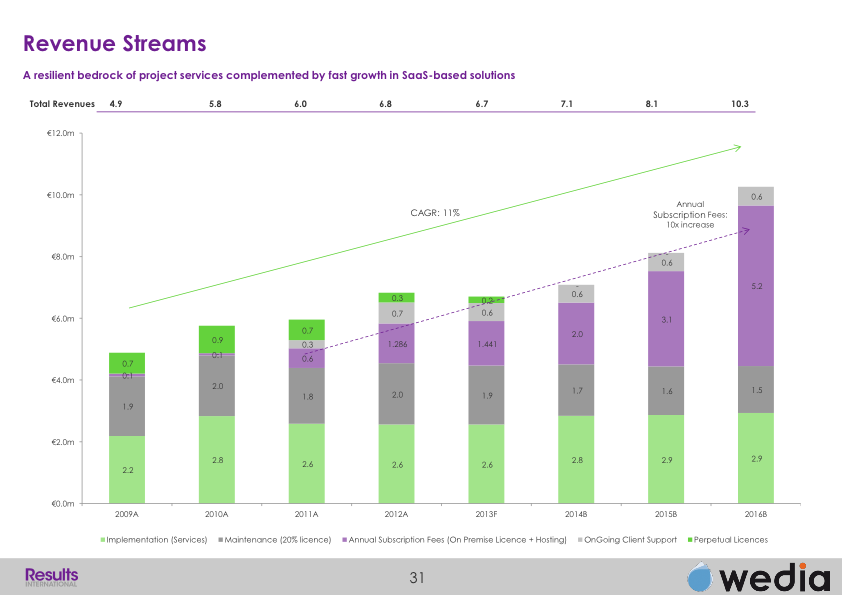 Revenue Streams
A resilient bedrock of project services complemented by fast growth in SaaS-based solutions
Total Revenues 4.9 5.8 6.0 6.8 6.7 7.1 8.1 10.3
€12.0m
€10.0m
€8.0m
€6.0m
€4.0m
€2.0m
€0.0m
CAGR: 11%
Annual
Subscription Fees:
10x increase
0.7
0.1
1.9
2.2
0.9
0.1
2.0
2.8
0.7
0.3
0.6
1.8
2.6
0.3
0.7
1.286
2.0
2.6
0.2
0.6
1.441
1.9
2.6
0.6
2.0
1.7
2.8
0.6
3.1
1.6
2.9
0.6
5.2
1.5
2.9
2009A 2010A 2011A 2012A 2013F 2014B 2015B 2016B
Implementation (Services) Maintenance (20% licence) Annual Subscription Fees (On Premise Licence + Hosting) OnGoing Client Support Perpetual Licences
Results
INTERNATIONAL
31
wedia